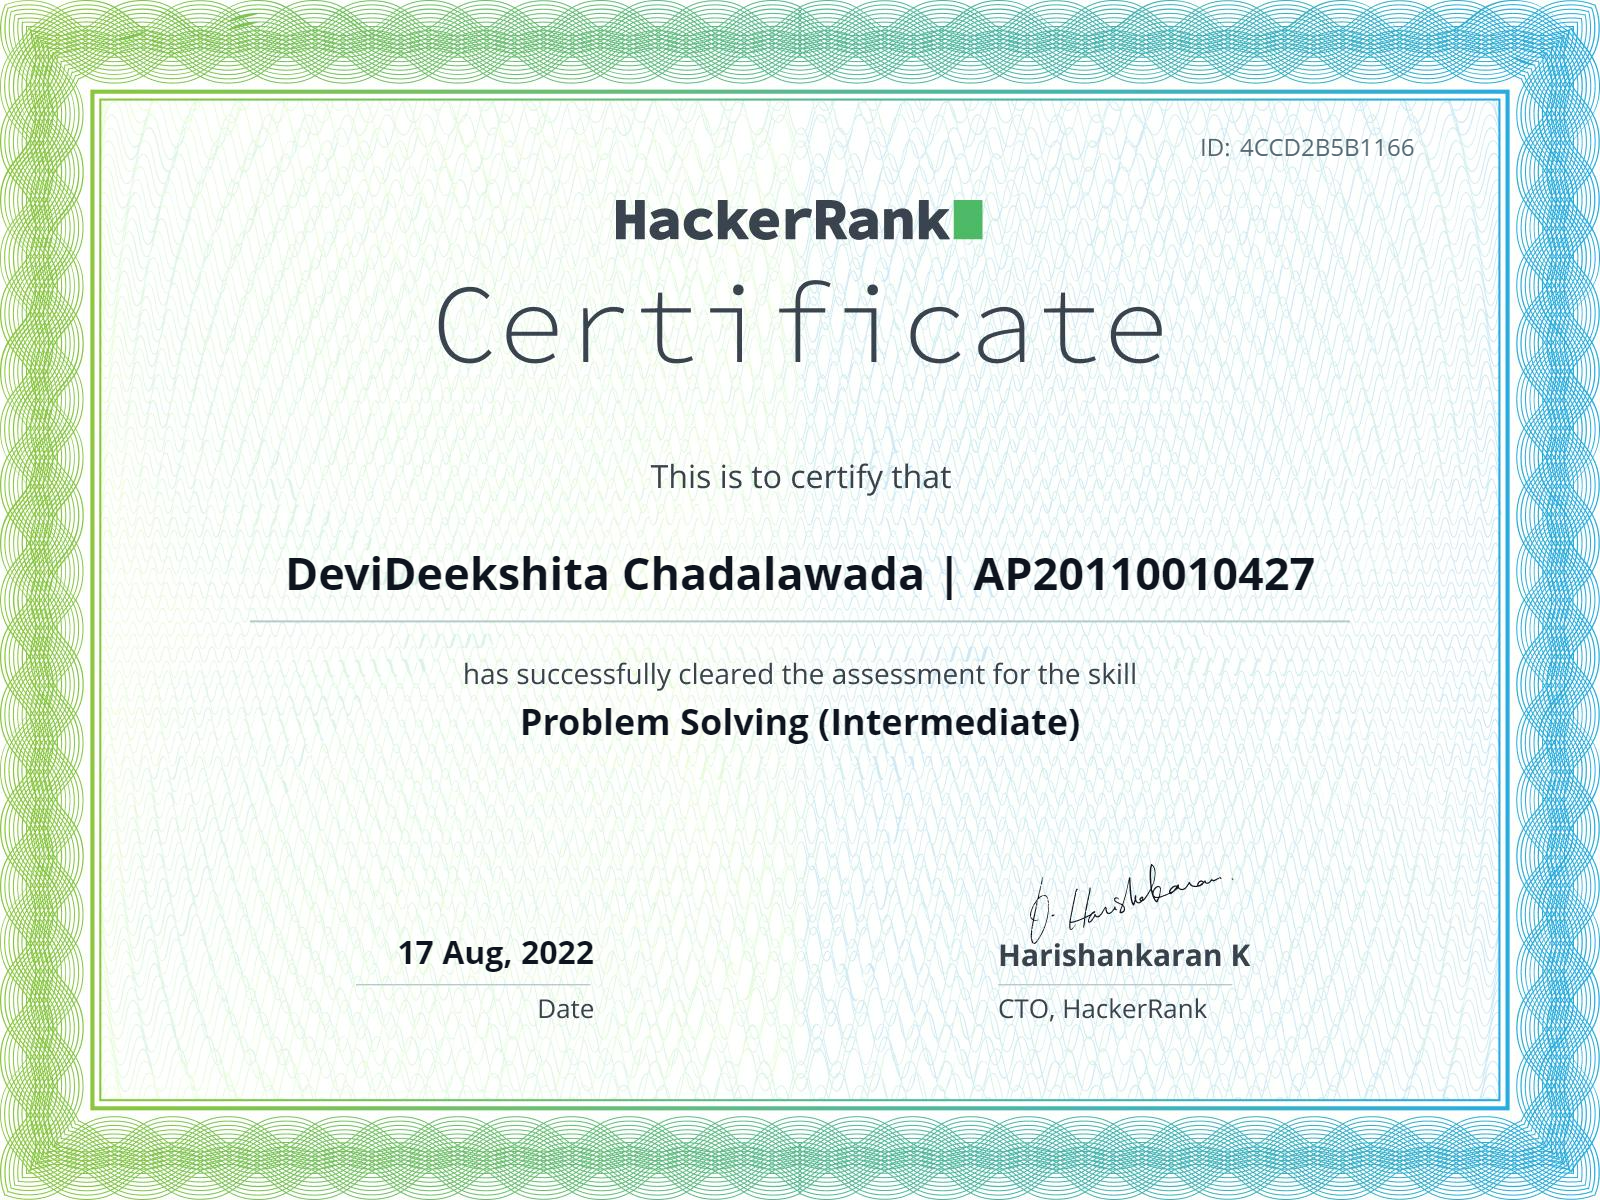 ID: 4CCD2B5B1166
HackerRank
Certificate
This is to certify that
DeviDeekshita Chadalawada | AP20110010427
has successfully cleared the assessment for the skill
Problem Solving (Intermediate)
17 Aug, 2022
Date
Harishankaran K
CTO, HackerRank